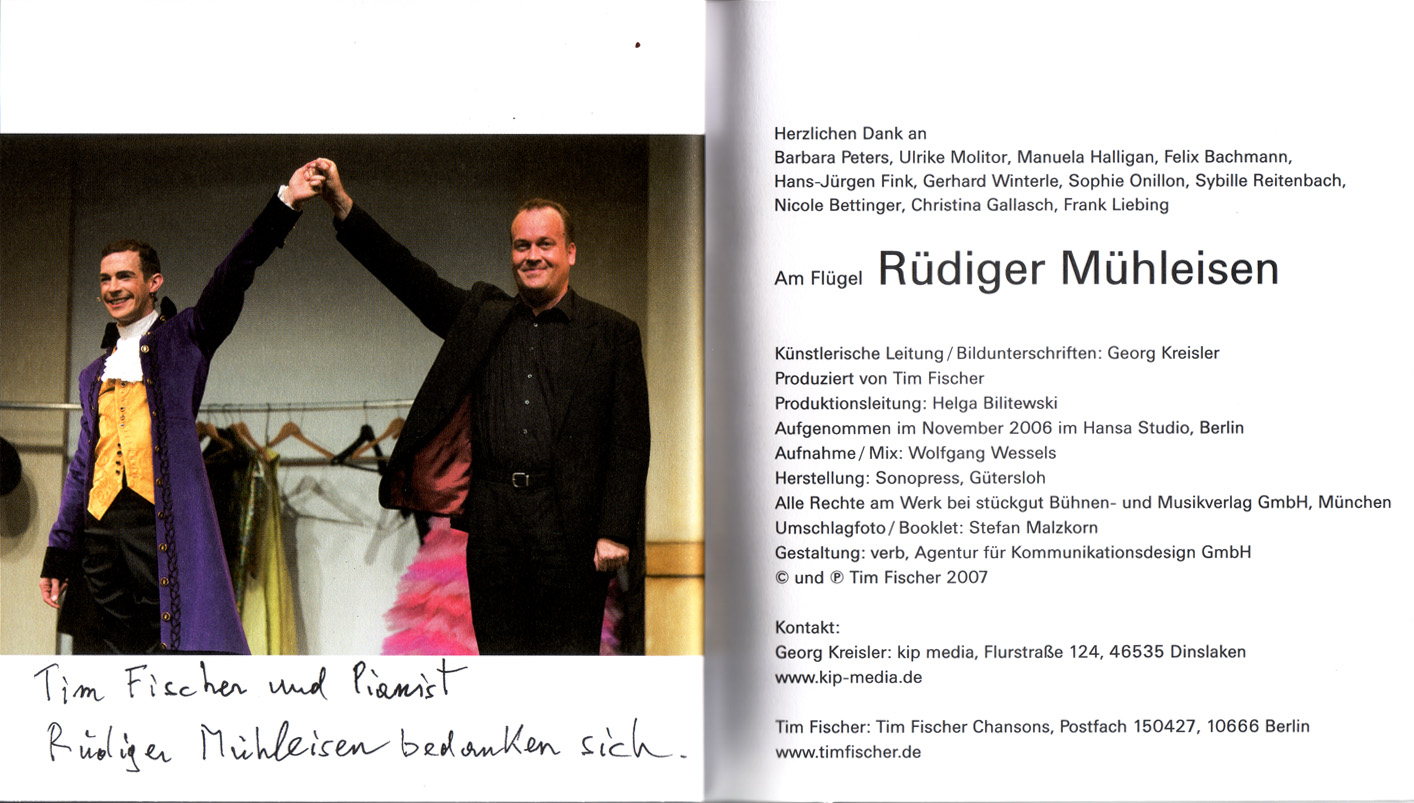 Tim Fischer und Pianist
Rüdiger Mühleisen bedanken sich.
Herzlichen Dank an
Barbara Peters, Ulrike Molitor, Manuela Halligan, Felix Bachmann,
Hans-Jürgen Fink, Gerhard Winterle, Sophie Onillon, Sybille Reitenbach,
Nicole Bettinger, Christina Gallasch, Frank Liebing
Am Flügel Rüdiger Mühleisen
Künstlerische Leitung / Bildunterschriften: Georg Kreisler
Produziert von Tim Fischer
Produktionsleitung: Helga Bilitewski
Aufgenommen im November 2006 im Hansa Studio, Berlin
Aufnahme / Mix: Wolfgang Wessels
Herstellung: Sonopress, Gütersloh
Alle Rechte am Werk bei stückgut Bühnen- und Musikverlag GmbH, München
Umschlagfoto / Booklet: Stefan Malzkorn
Gestaltung: verb, Agentur für Kommunikationsdesign GmbH
© und ℗ Tim Fischer 2007
Kontakt:
Georg Kreisler: kip media, Flurstraße 124, 46535 Dinslaken
www.kip-media.de
Tim Fischer: Tim Fischer Chansons, Postfach 150427, 10666 Berlin
www.timfischer.de